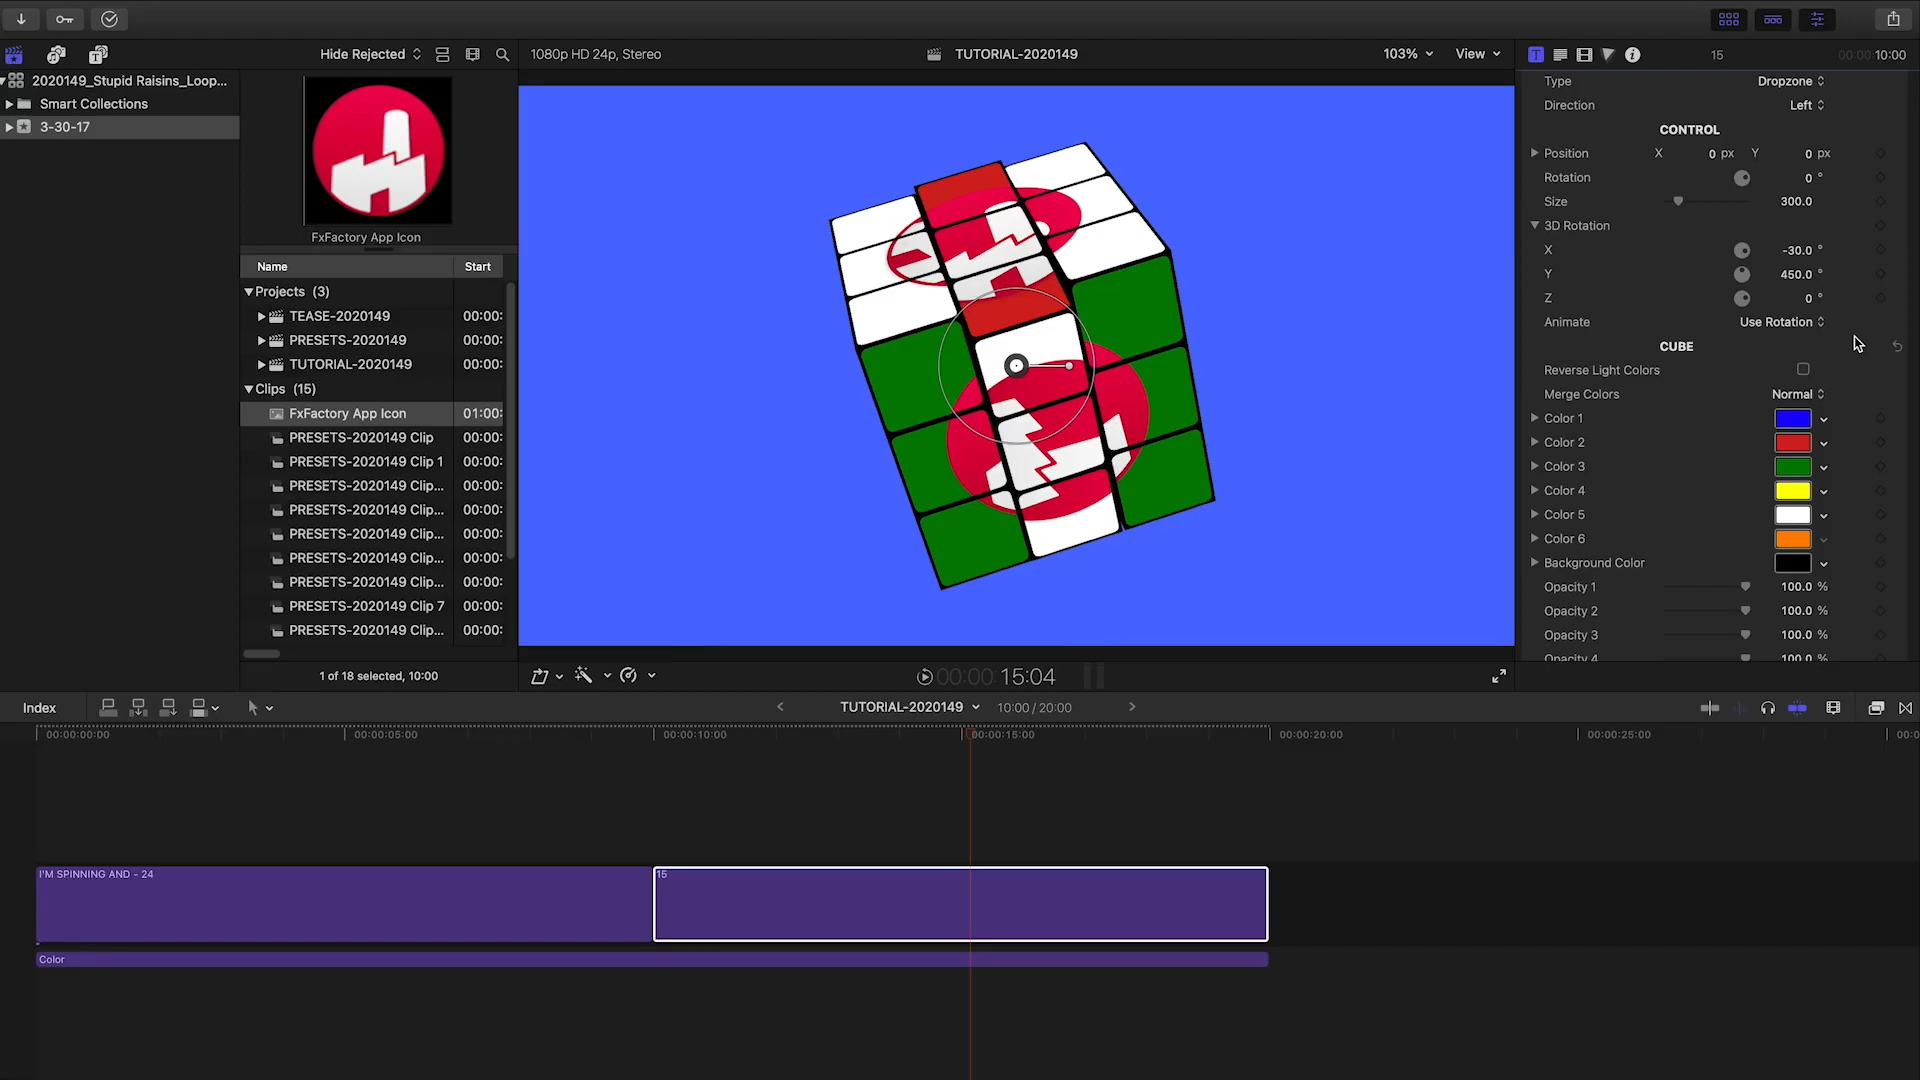 Hide Rejected
1080p HD 24p, Stereo
TUTORIAL-2020149
103%
View
15
00:00:10:00
2020149_Stupid Raisins_Loop...
Smart Collections
3-30-17
FxFactory App Icon
Name Start
Projects (3)
TEASE-2020149 00:00:
PRESETS-2020149 00:00:
TUTORIAL-2020149 00:00:
Clips (15)
FxFactory App Icon 01:00:
PRESETS-2020149 Clip 00:00:
PRESETS-2020149 Clip 1 00:00:
PRESETS-2020149 Clip... 00:00:
PRESETS-2020149 Clip... 00:00:
PRESETS-2020149 Clip... 00:00:
PRESETS-2020149 Clip... 00:00:
PRESETS-2020149 Clip... 00:00:
PRESETS-2020149 Clip 7 00:00:
PRESETS-2020149 Clip... 00:00:
1 of 18 selected, 10:00
00:00:15:04
Type Dropzone
Direction Left
CONTROL
Position X 0 px Y 0 px
Rotation 0 °
Size 300.0
3D Rotation
X -30.0 °
Y 450.0 °
Z 0 °
Animate Use Rotation
CUBE
Reverse Light Colors
Merge Colors Normal
Color 1
Color 2
Color 3
Color 4
Color 5
Color 6
Background Color
Opacity 1 100.0 %
Opacity 2 100.0 %
Opacity 3 100.0 %
Opacity 4 100.0 %
Index
TUTORIAL-2020149
10:00 / 20:00
00:00:00:00
00:00:05:00
00:00:10:00
00:00:15:00
00:00:20:00
00:00:25:00
00:0
I'M SPINNING AND - 24
15
Color